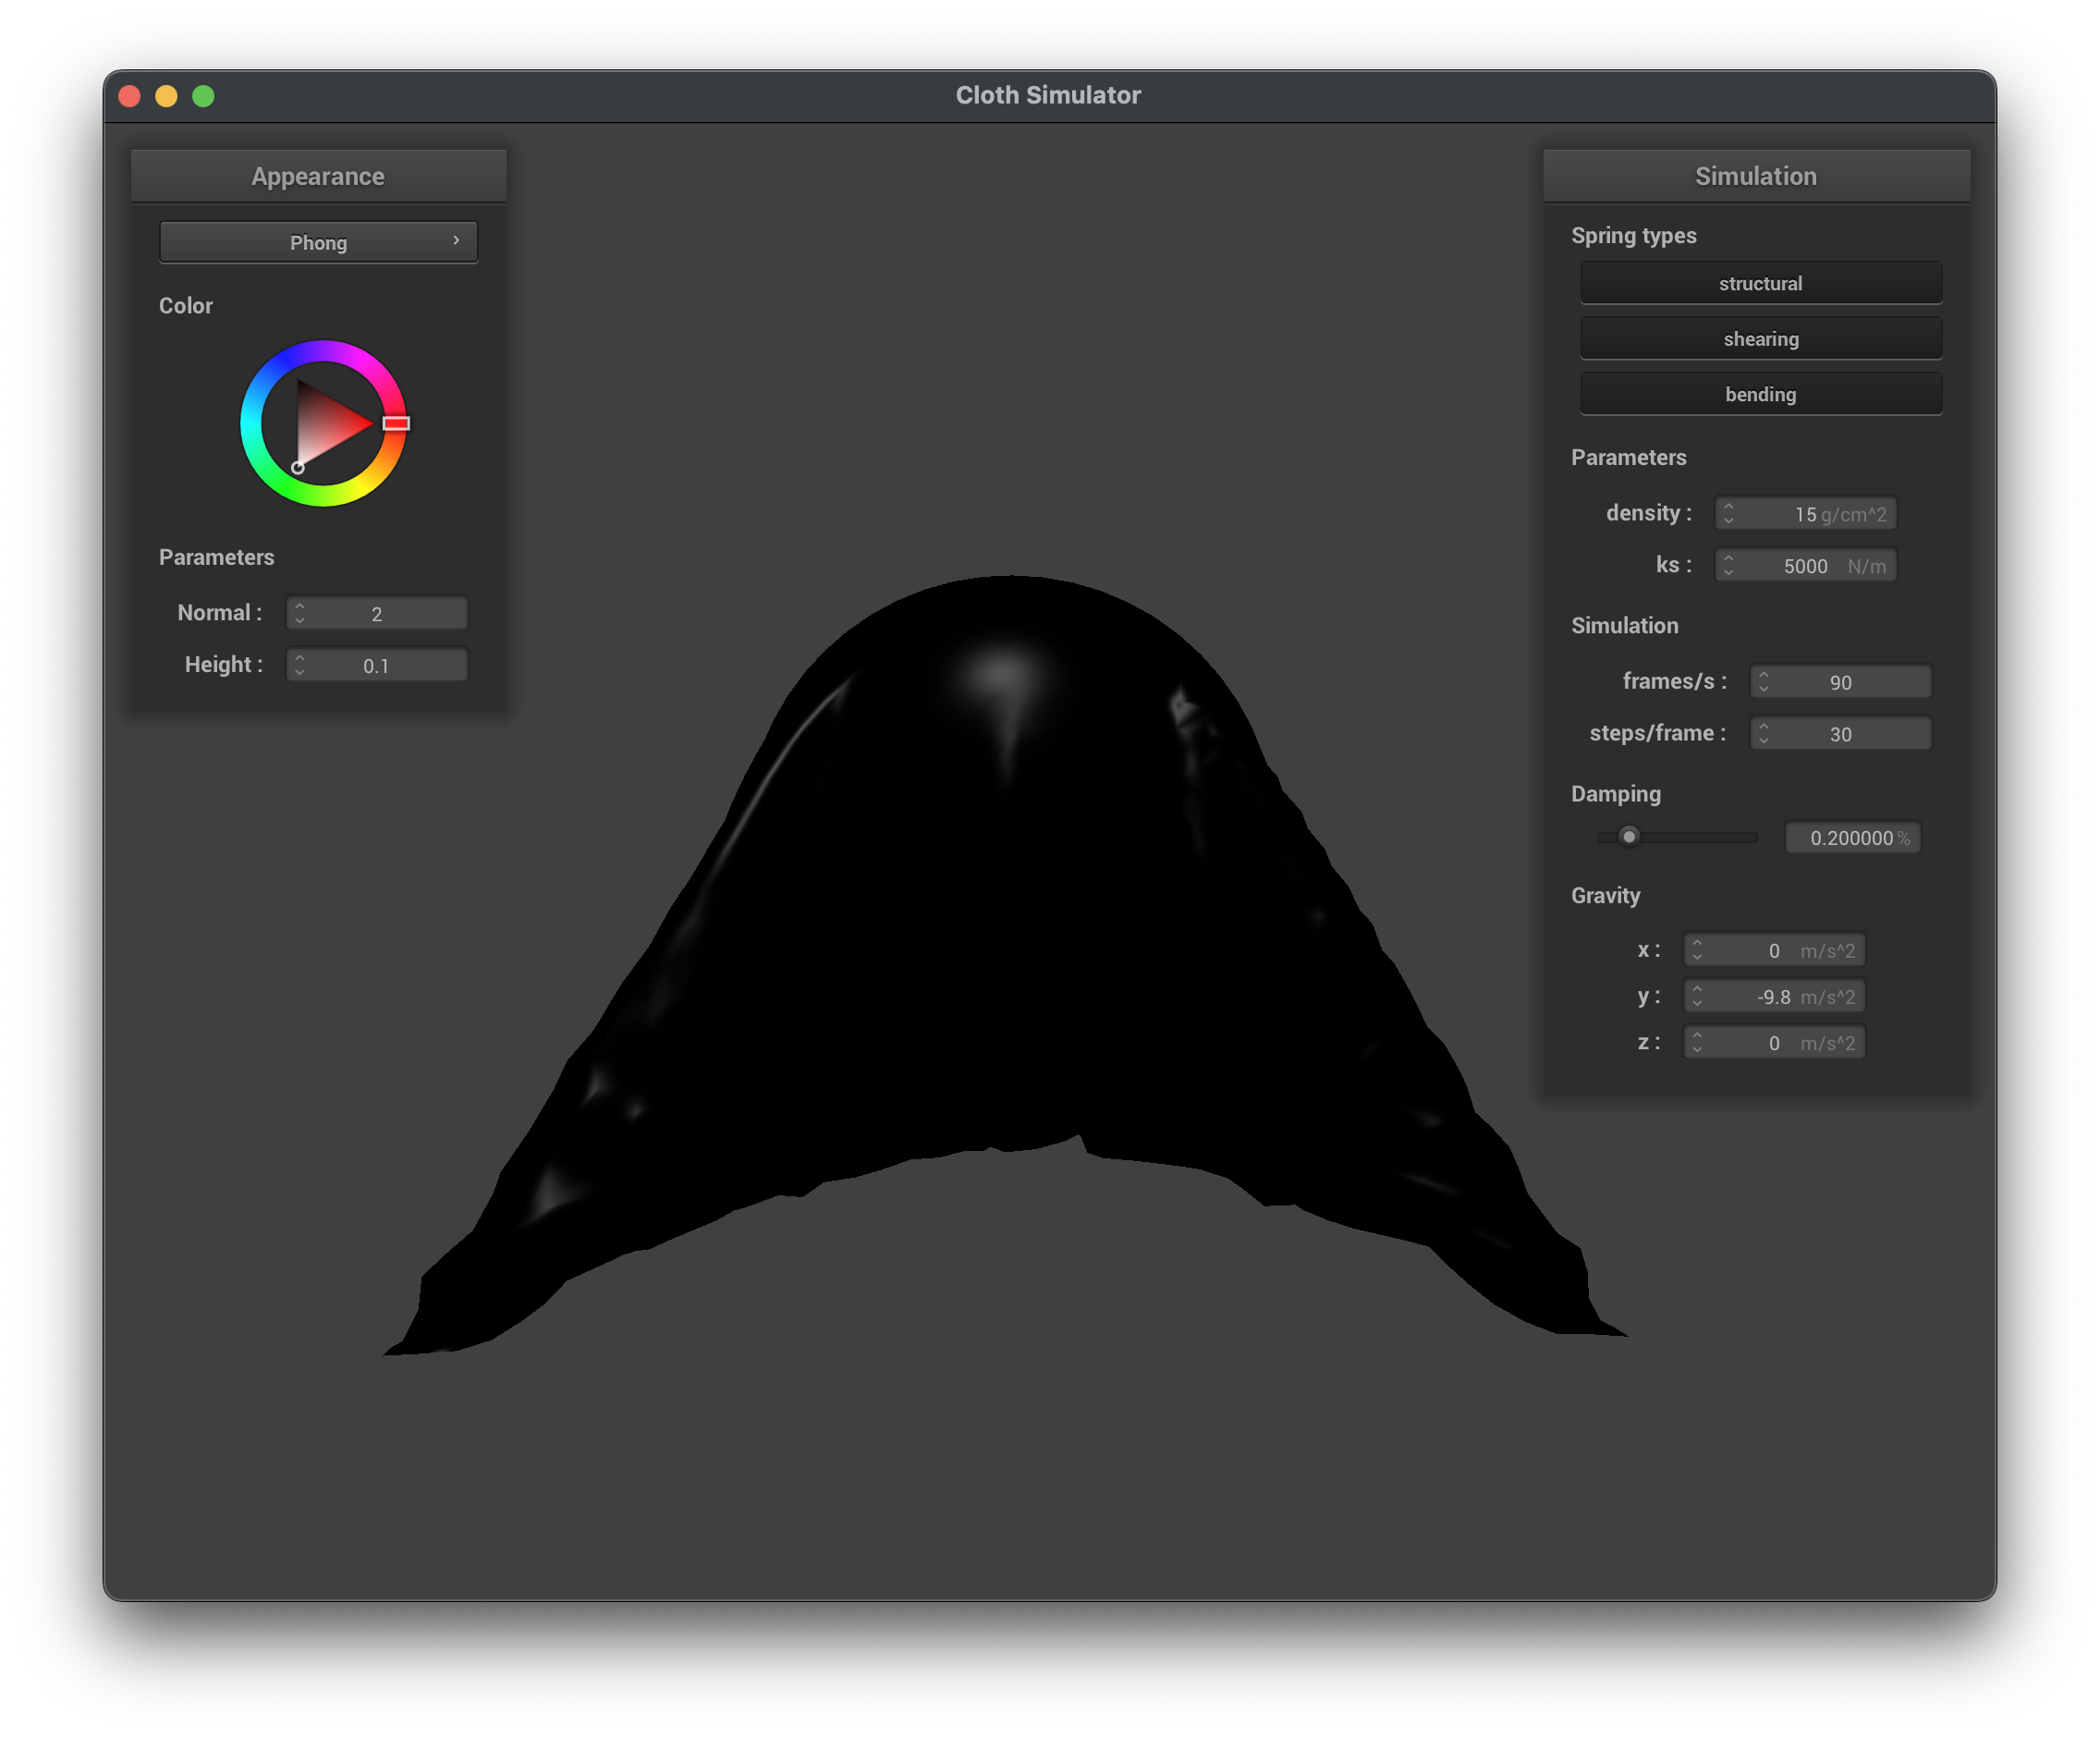 Cloth Simulator
Appearance
Phong
Color
Parameters
Normal : 2
Height : 0.1
Simulation
Spring types
structural
shearing
bending
Parameters
density : 15 g/cm^2
ks : 5000 N/m
Simulation
frames/s : 90
steps/frame : 30
Damping
0.200000 %
Gravity
x : 0 m/s^2
y : -9.8 m/s^2
z : 0 m/s^2